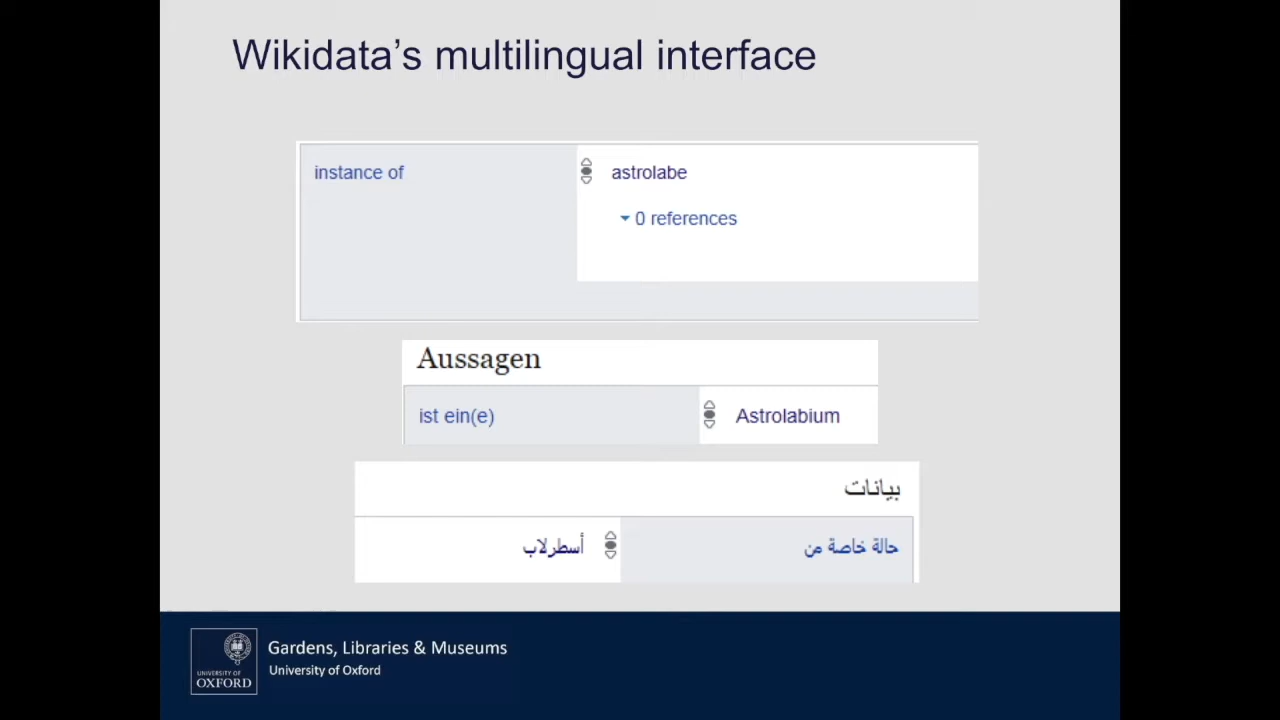 Wikidata's multilingual interface
instance of
astrolabe
0 references
Aussagen
ist ein(e)
Astrolabium
بيانات
حالة خاصة من
أسطرلاب
UNIVERSITY OF
OXFORD
Gardens, Libraries & Museums
University of Oxford